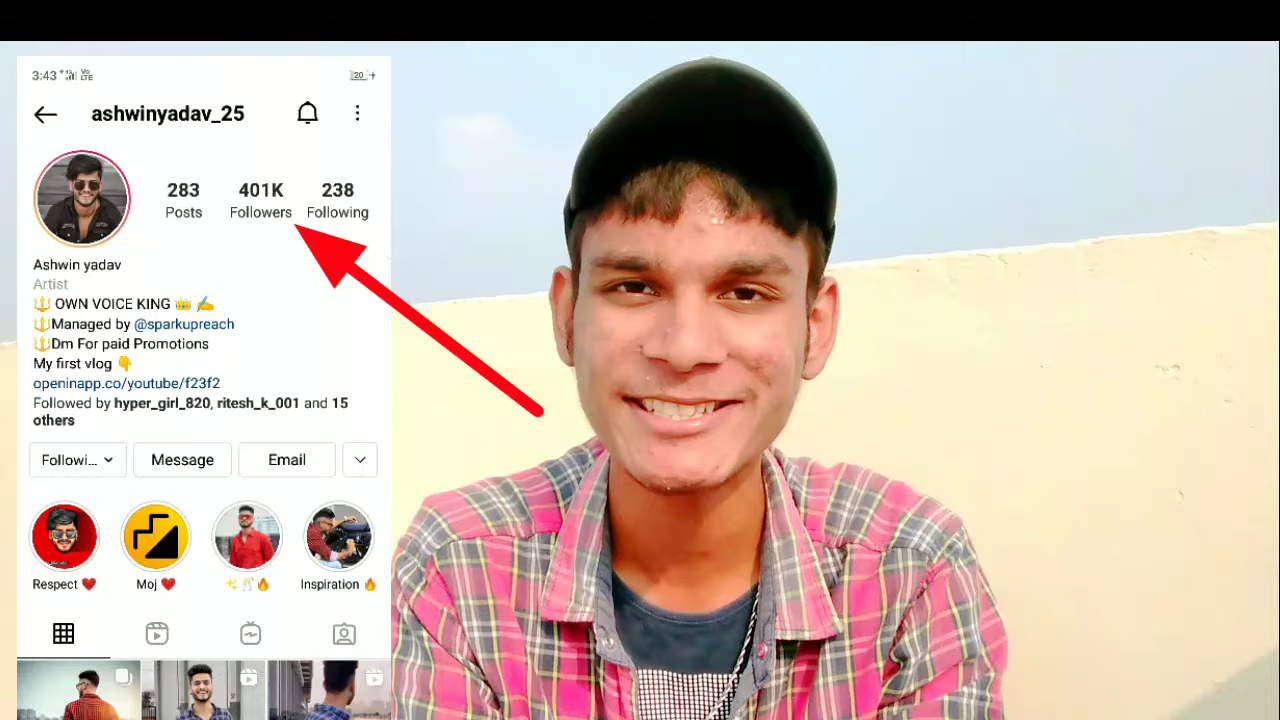 3:43
20
ashwinyadav_25
283 401K 238
Posts Followers Following
Ashwin yadav
Artist
🔱 OWN VOICE KING 👑 ✍️
🔱Managed by @sparkupreach
🔱Dm For paid Promotions
My first vlog 👇
openinapp.co/youtube/f23f2
Followed by hyper_girl_820, ritesh_k_001 and 15
others
Followi... Message Email
Respect ❤️ Moj ❤️ ✨🥂🔥 Inspiration 🔥